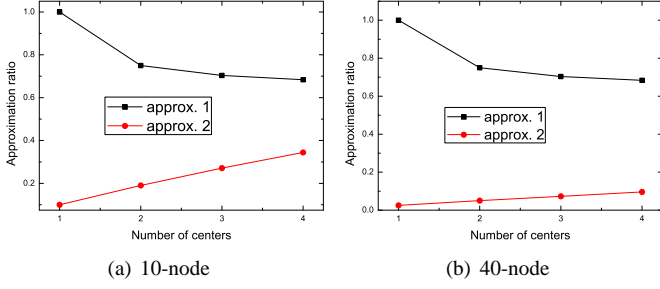 1.0
0.8
0.6
0.4
0.2
Approximation ratio
approx. 1
approx. 2
1 2 3 4
Number of centers
(a) 10-node
1.0
0.8
0.6
0.4
0.2
0.0
Approximation ratio
approx. 1
approx. 2
1 2 3 4
Number of centers
(b) 40-node